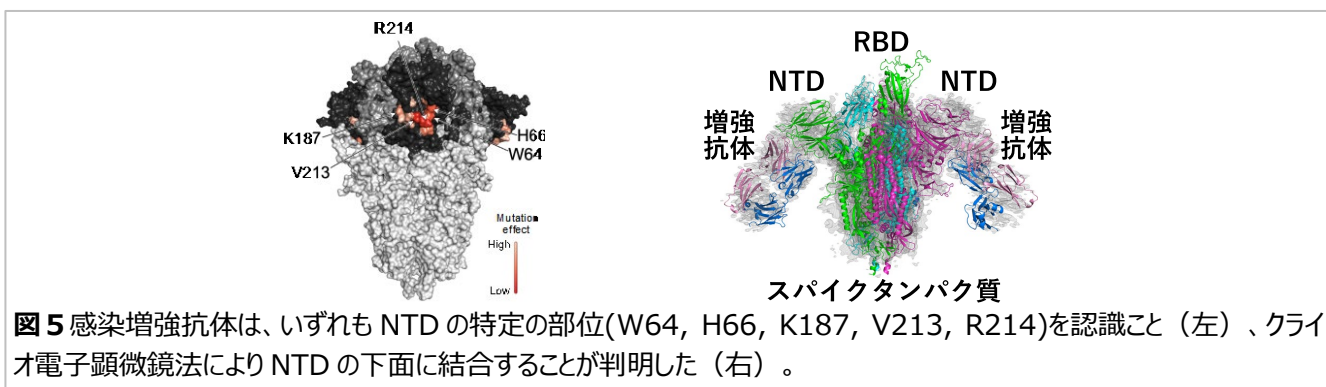 R214
K187
V213
H66
W64
Mutation
effect
High
Low
RBD
NTD
NTD
増強
抗体
増強
抗体
スパイクタンパク質
図5 感染増強抗体は、いずれも NTD の特定の部位(W64, H66, K187, V213, R214)を認識こと（左）、クライ
オ電子顕微鏡法により NTD の下面に結合することが判明した（右）。